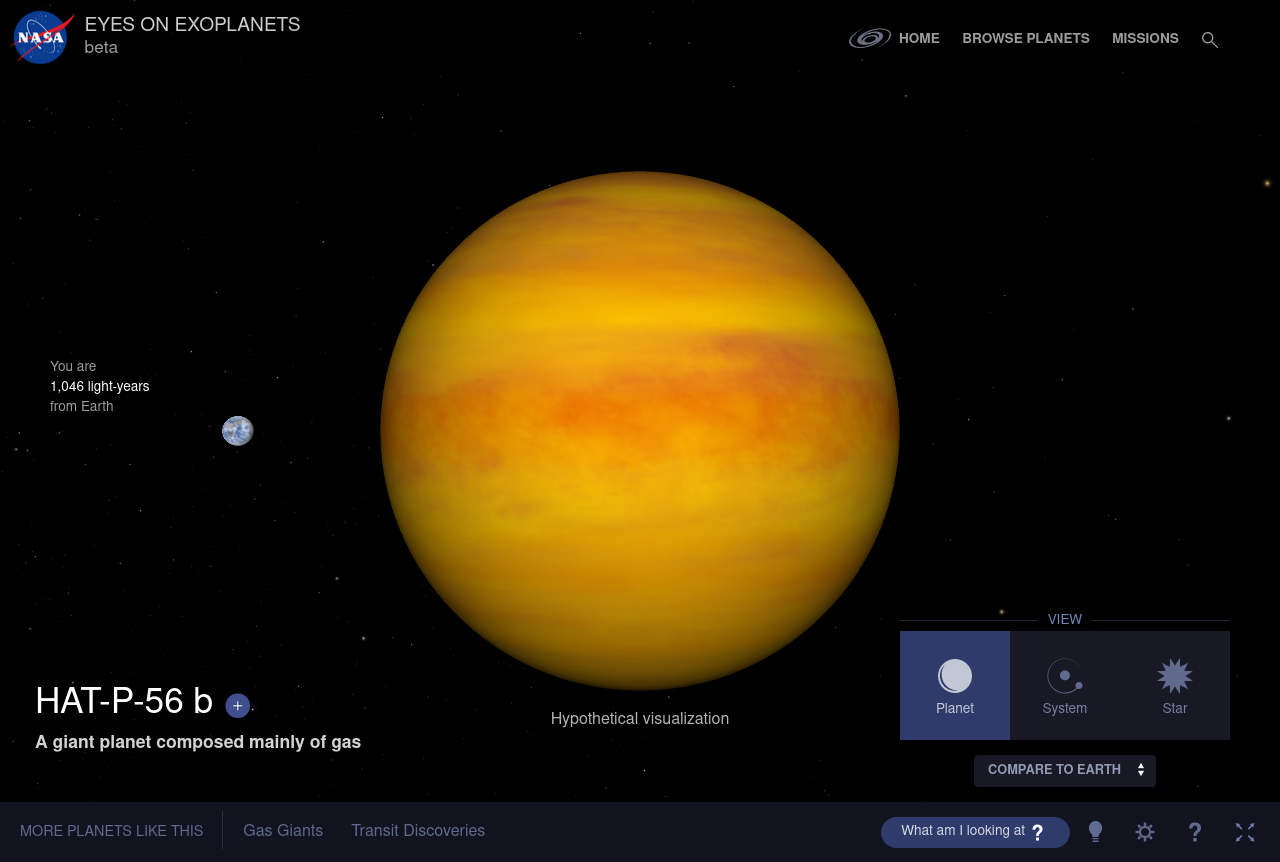 NASA
EYES ON EXOPLANETS
beta
HOME
BROWSE PLANETS
MISSIONS
You are
1,046 light-years
from Earth
VIEW
Planet
System
Star
HAT-P-56 b +
A giant planet composed mainly of gas
Hypothetical visualization
COMPARE TO EARTH
MORE PLANETS LIKE THIS
Gas Giants
Transit Discoveries
What am I looking at ?
?